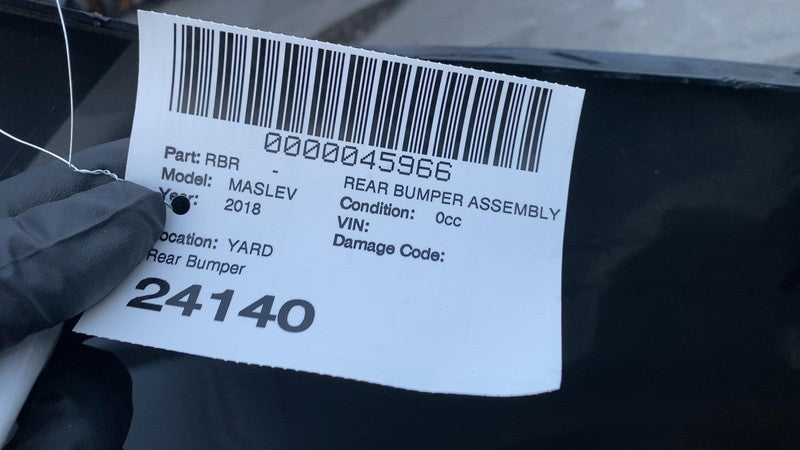 0000045966
Part: RBR - REAR BUMPER ASSEMBLY
Model: MASLEV Condition: 0cc
Year: 2018 VIN:
Damage Code:
Location: YARD
Rear Bumper
24140